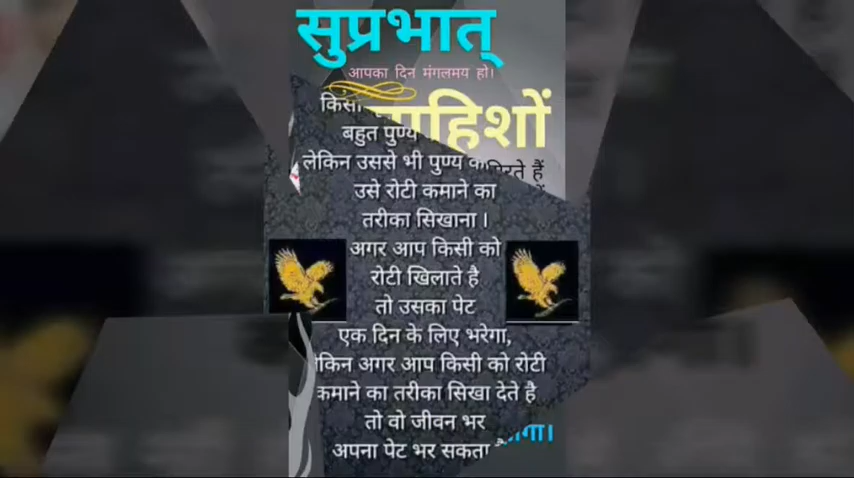 सुप्रभात्
आपका दिन मंगलमय हो।
बहुत पुण्य
लेकिन उससे भी पुण्य
उसे रोटी कमाने का
तरीका सिखाना ।
अगर आप किसी को
रोटी खिलाते है
तो उसका पेट
एक दिन के लिए भरेगा,
अगर आप किसी को रोटी
कमाने का तरीका सिखा देते है
तो वो जीवन भर
अपना पेट भर सकता